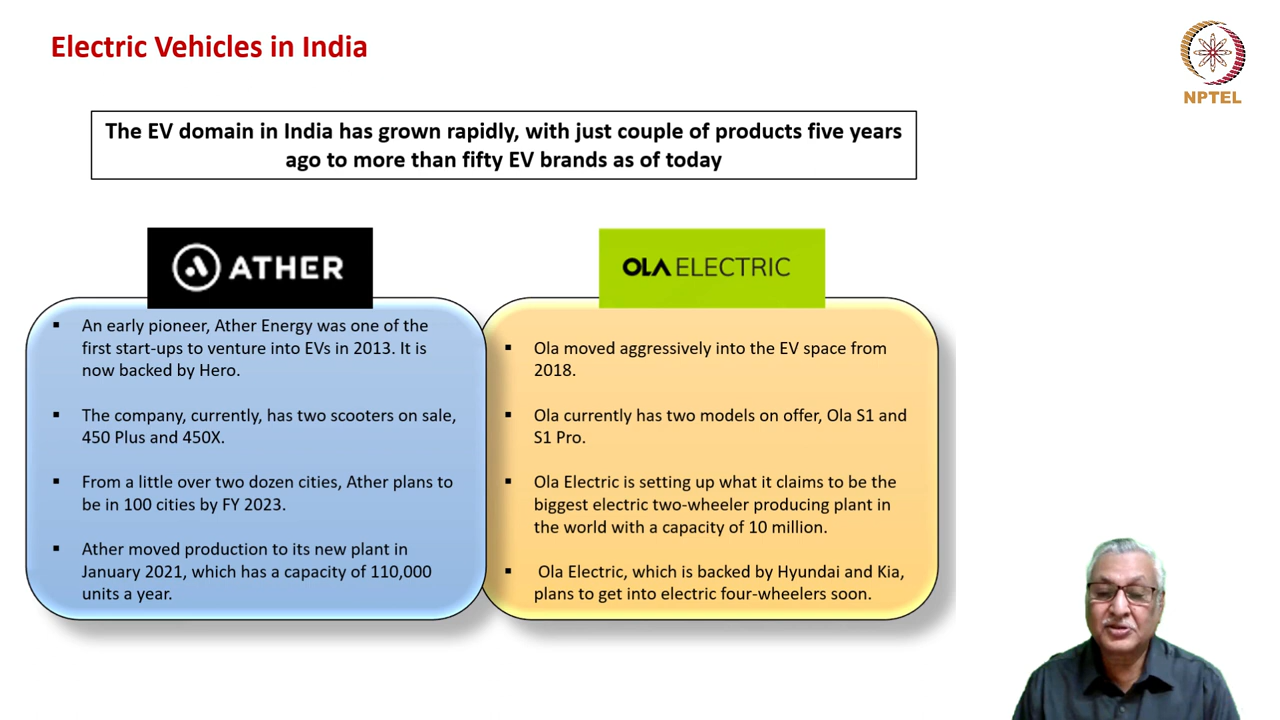 Electric Vehicles in India
NPTEL
The EV domain in India has grown rapidly, with just couple of products five years
ago to more than fifty EV brands as of today
ATHER
▪ An early pioneer, Ather Energy was one of the
first start-ups to venture into EVs in 2013. It is
now backed by Hero.
▪ The company, currently, has two scooters on sale,
450 Plus and 450X.
▪ From a little over two dozen cities, Ather plans to
be in 100 cities by FY 2023.
▪ Ather moved production to its new plant in
January 2021, which has a capacity of 110,000
units a year.
OLA ELECTRIC
▪ Ola moved aggressively into the EV space from
2018.
▪ Ola currently has two models on offer, Ola S1 and
S1 Pro.
▪ Ola Electric is setting up what it claims to be the
biggest electric two-wheeler producing plant in
the world with a capacity of 10 million.
▪ Ola Electric, which is backed by Hyundai and Kia,
plans to get into electric four-wheelers soon.